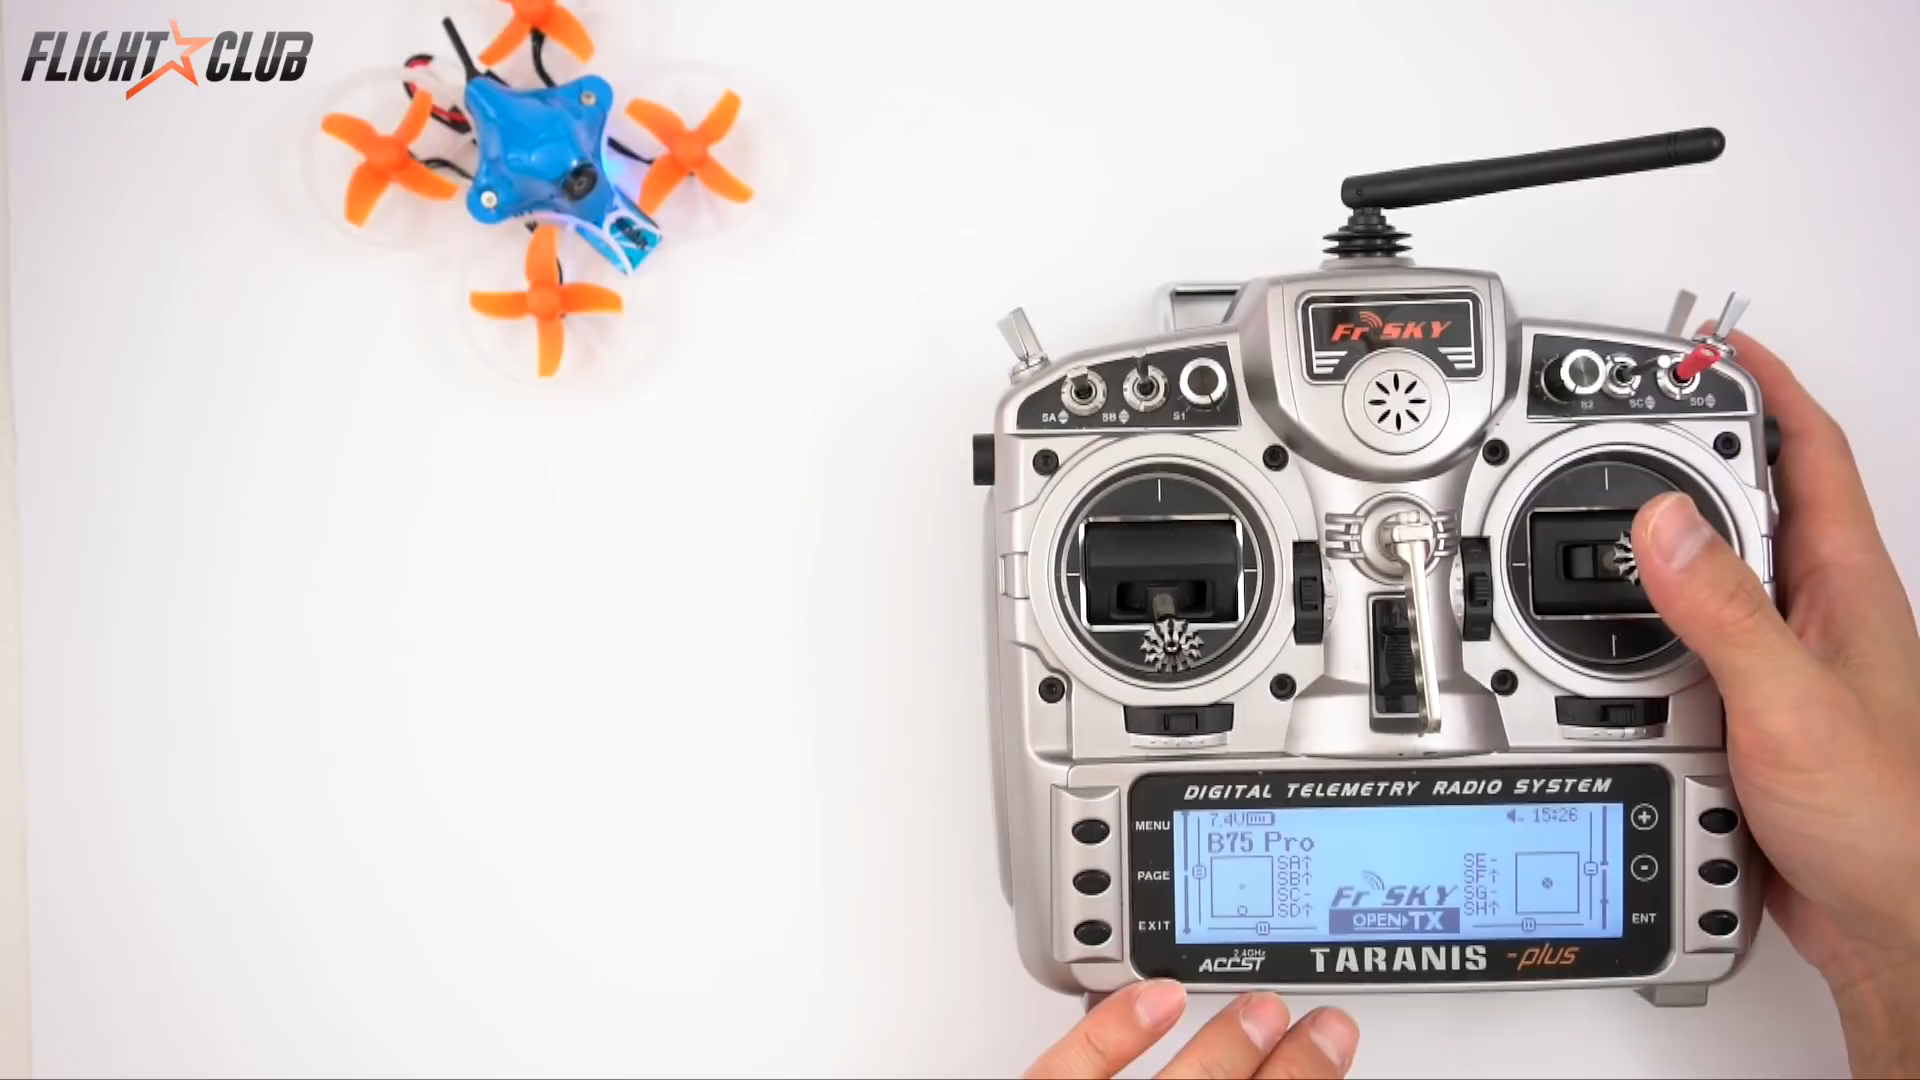 FLIGHT CLUB
FrSKY
SA SB S1
S2 SC SD
DIGITAL TELEMETRY RADIO SYSTEM
MENU
PAGE
EXIT
7.4V 15:26
B75 Pro
SA↑ SE-
SB↑ SF↑
SC- SG-
SD↑ SH↑
FrSKY
OPEN TX
+
-
ENT
2.4GHz
ACCST TARANIS -plus